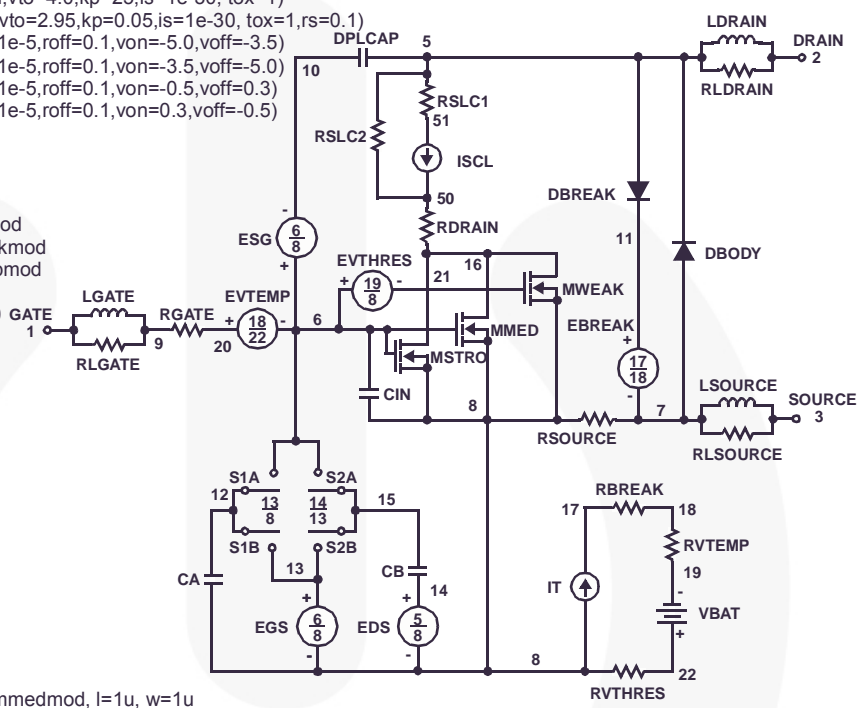 vto=2.95,kp=0.05,is=1e-30, tox=1,rs=0.1)
1e-5,roff=0.1,von=-5.0,voff=-3.5)
1e-5,roff=0.1,von=-3.5,voff=-5.0)
1e-5,roff=0.1,von=-0.5,voff=0.3)
1e-5,roff=0.1,von=0.3,voff=-0.5)
LDRAIN
DPLCAP 5 DRAIN
10 2
RSLC1 RLDRAIN
51
RSLC2
ISCL
DBREAK
50
od
RDRAIN
kmod
ESG 6 8 11 DBODY
omod
EVTHRES 16
19 8 21 MWEAK
LGATE EVTEMP
GATE RGATE 18 22 6 MMED EBREAK
1 9 20 MSTRO 17 18
RLGATE
LSOURCE
CIN SOURCE
8 7 3
RSOURCE
RLSOURCE
S1A S2A
12 13 8 14 13 15
RBREAK
17 18
S1B S2B
RVTEMP
13 CB
CA 14 IT 19
VBAT
EGS 6 8 EDS 5 8
8 22
RVTHRES
mmedmod, l=1u, w=1u
+
-
+
-
+
-
+
-
+
-
+
-
-
+